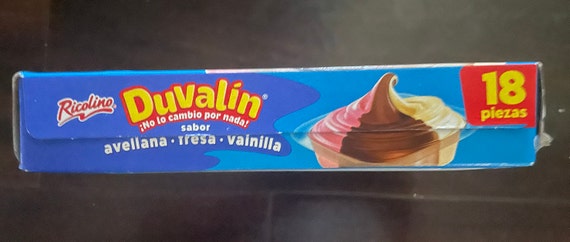 Ricolino
Duvalín®
¡No lo cambio por nada!
sabor
avellana • fresa • vainilla
18
piezas